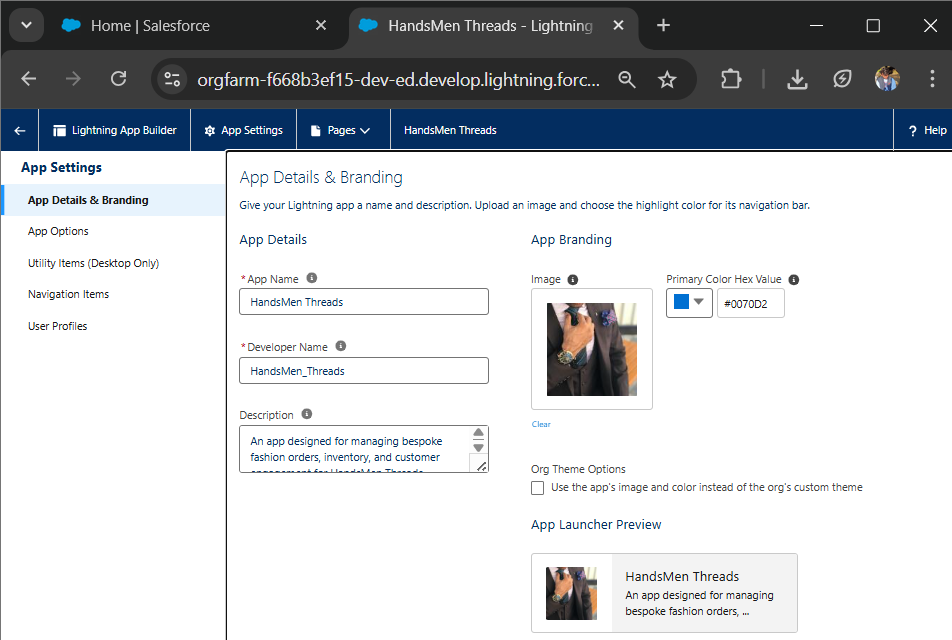 Home | Salesforce
HandsMen Threads - Lightning
orgfarm-f668b3ef15-dev-ed.develop.lightning.forc...
Lightning App Builder
App Settings
Pages
HandsMen Threads
? Help
App Settings
App Details & Branding
App Options
Utility Items (Desktop Only)
Navigation Items
User Profiles
App Details & Branding
Give your Lightning app a name and description. Upload an image and choose the highlight color for its navigation bar.
App Details
*App Name
HandsMen Threads
*Developer Name
HandsMen_Threads
Description
An app designed for managing bespoke
fashion orders, inventory, and customer
engagement for HandsMen Threads
App Branding
Image
Primary Color Hex Value
#0070D2
Clear
Org Theme Options
Use the app's image and color instead of the org's custom theme
App Launcher Preview
HandsMen Threads
An app designed for managing
bespoke fashion orders, ...